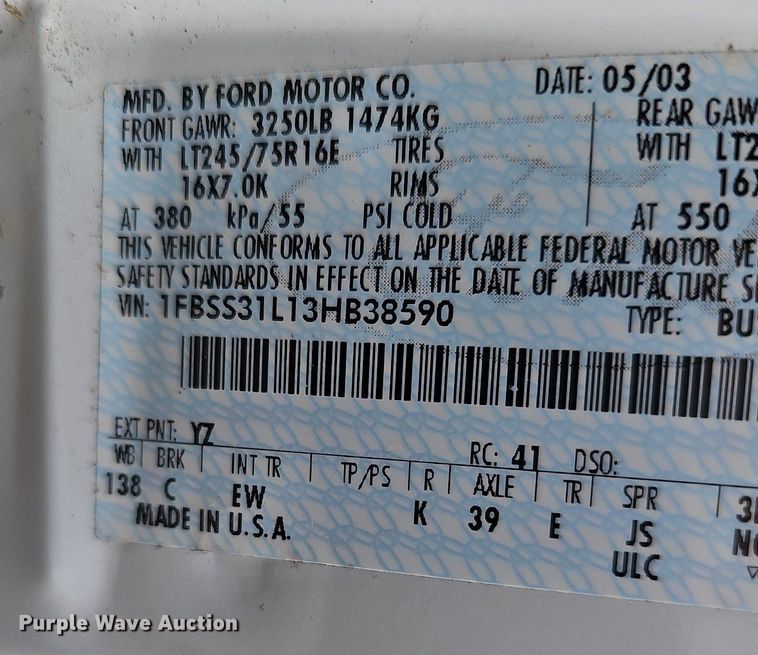 MFD. BY FORD MOTOR CO. DATE: 05/03
FRONT GAWR: 3250LB 1474KG REAR GAW
WITH LT245/75R16E TIRES WITH LT2
16X7.0K RIMS 16X
AT 380 kPa/55 PSI COLD AT 550
THIS VEHICLE CONFORMS TO ALL APPLICABLE FEDERAL MOTOR VE
SAFETY STANDARDS IN EFFECT ON THE DATE OF MANUFACTURE S
VIN: 1FBSS31L13HB38590 TYPE: BU
EXT PNT: YZ RC: 41 DSO:
WB BRK INT TR TP/PS R AXLE TR SPR
138 C EW K 39 E JS
MADE IN U.S.A. ULC
Purple Wave Auction